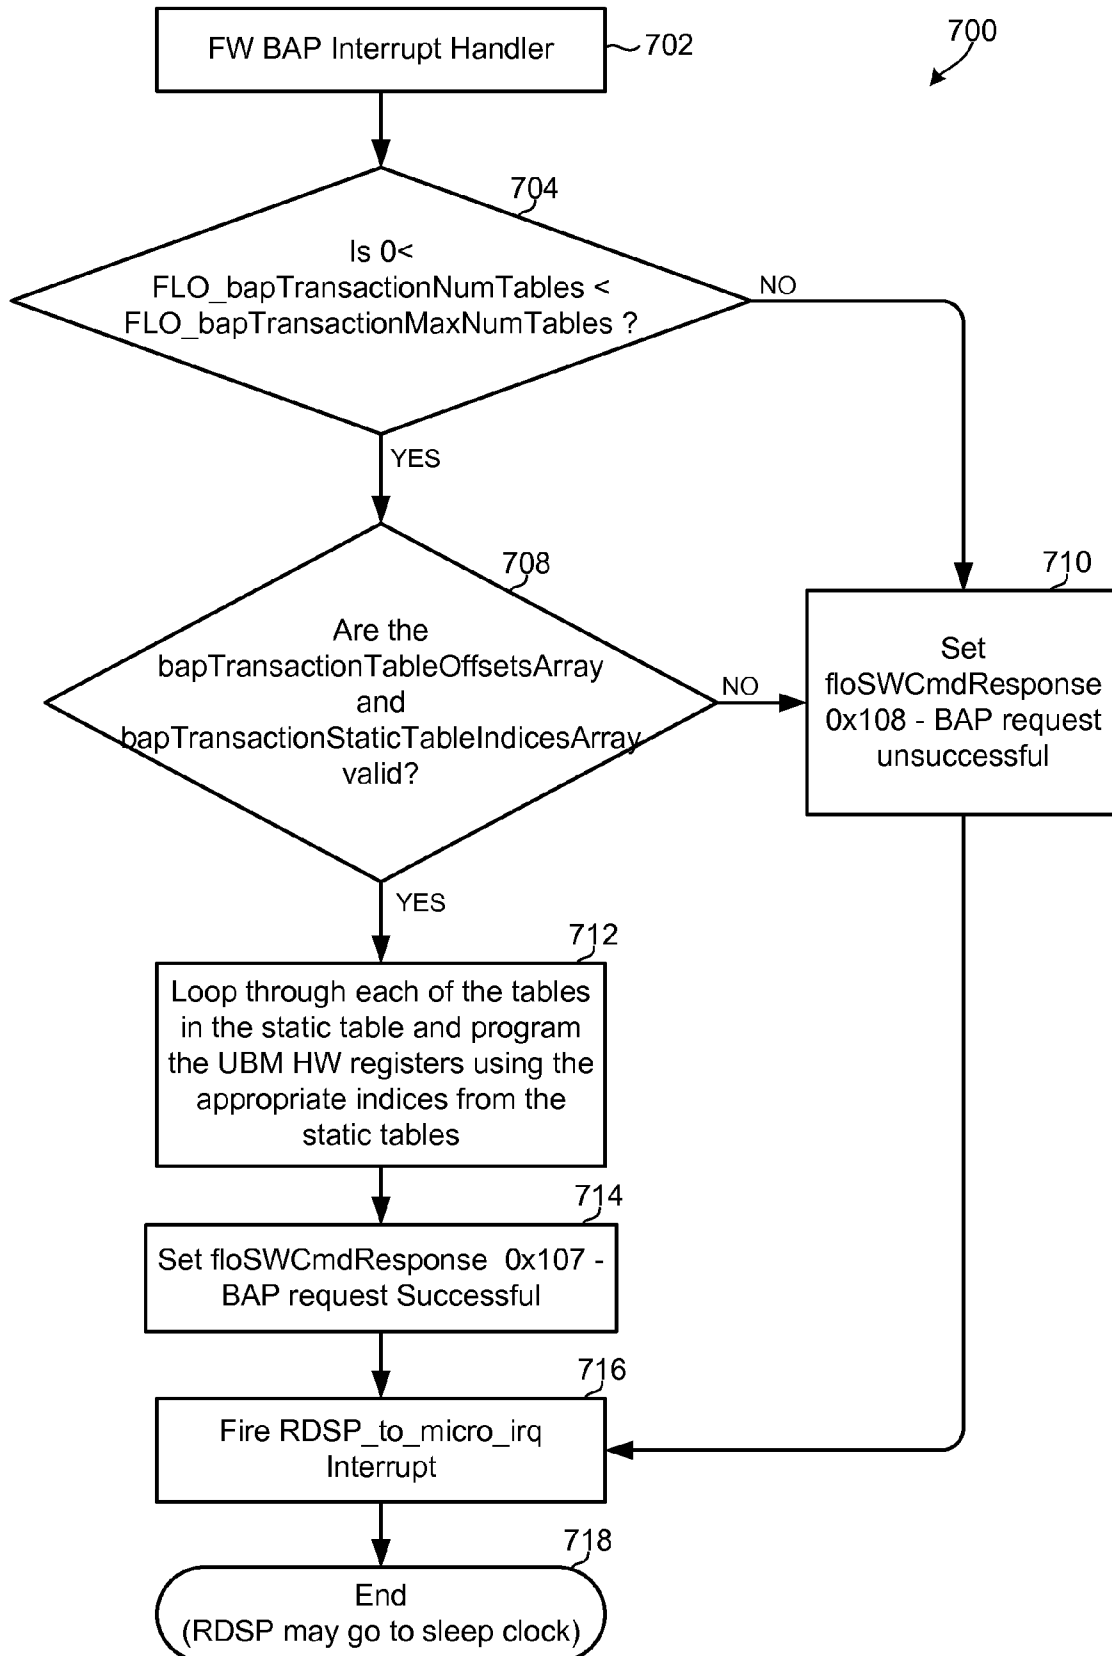 FW BAP Interrupt Handler
702
700
704
Is 0<
FLO_bapTransactionNumTables <
FLO_bapTransactionMaxNumTables ?
NO
YES
708
Are the
bapTransactionTableOffsetsArray
and
bapTransactionStaticTableIndicesArray
valid?
NO
710
Set
floSWCmdResponse
0x108 - BAP request
unsuccessful
YES
712
Loop through each of the tables
in the static table and program
the UBM HW registers using the
appropriate indices from the
static tables
714
Set floSWCmdResponse 0x107 -
BAP request Successful
716
Fire RDSP_to_micro_irq
Interrupt
718
End
(RDSP may go to sleep clock)